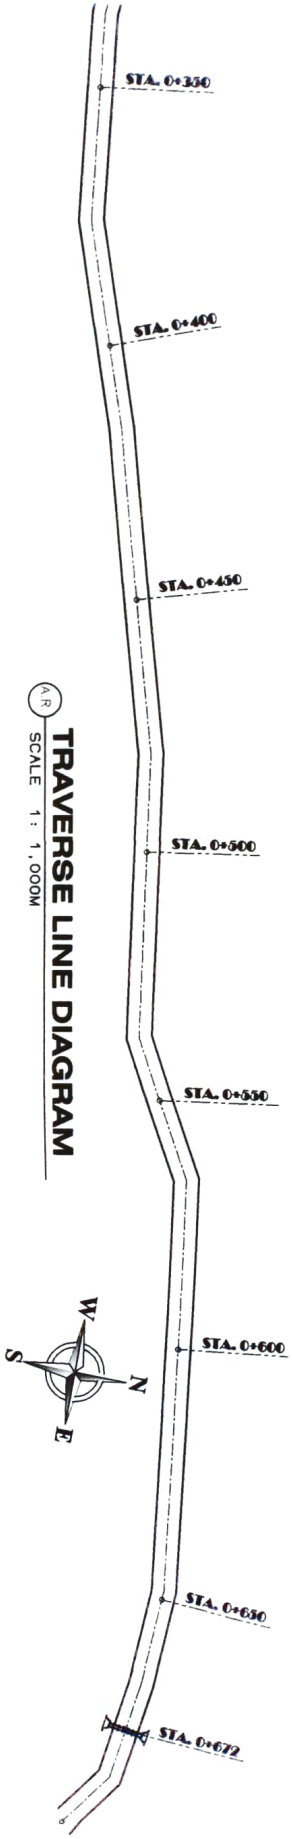 STA. 0+350
STA. 0+400
STA. 0+450
STA. 0+500
STA. 0+550
STA. 0+600
STA. 0+650
STA. 0+672
A.R
TRAVERSE LINE DIAGRAM
SCALE 1: 1,000M
W
N
S
E